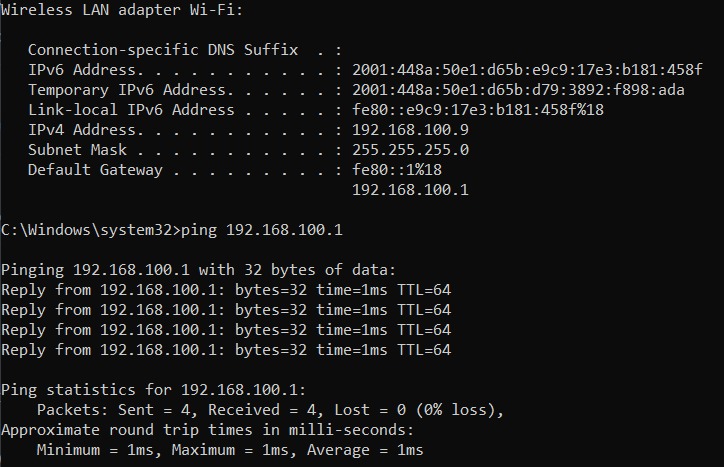 Wireless LAN adapter Wi-Fi:
Connection-specific DNS Suffix  . :
IPv6 Address. . . . . . . . . . . : 2001:448a:50e1:d65b:e9c9:17e3:b181:458f
Temporary IPv6 Address. . . . . . : 2001:448a:50e1:d65b:d79:3892:f898:ada
Link-local IPv6 Address . . . . . : fe80::e9c9:17e3:b181:458f%18
IPv4 Address. . . . . . . . . . . : 192.168.100.9
Subnet Mask . . . . . . . . . . . : 255.255.255.0
Default Gateway . . . . . . . . . : fe80::1%18
192.168.100.1
C:\Windows\system32>ping 192.168.100.1
Pinging 192.168.100.1 with 32 bytes of data:
Reply from 192.168.100.1: bytes=32 time=1ms TTL=64
Reply from 192.168.100.1: bytes=32 time=1ms TTL=64
Reply from 192.168.100.1: bytes=32 time=1ms TTL=64
Reply from 192.168.100.1: bytes=32 time=1ms TTL=64
Ping statistics for 192.168.100.1:
Packets: Sent = 4, Received = 4, Lost = 0 (0% loss),
Approximate round trip times in milli-seconds:
Minimum = 1ms, Maximum = 1ms, Average = 1ms